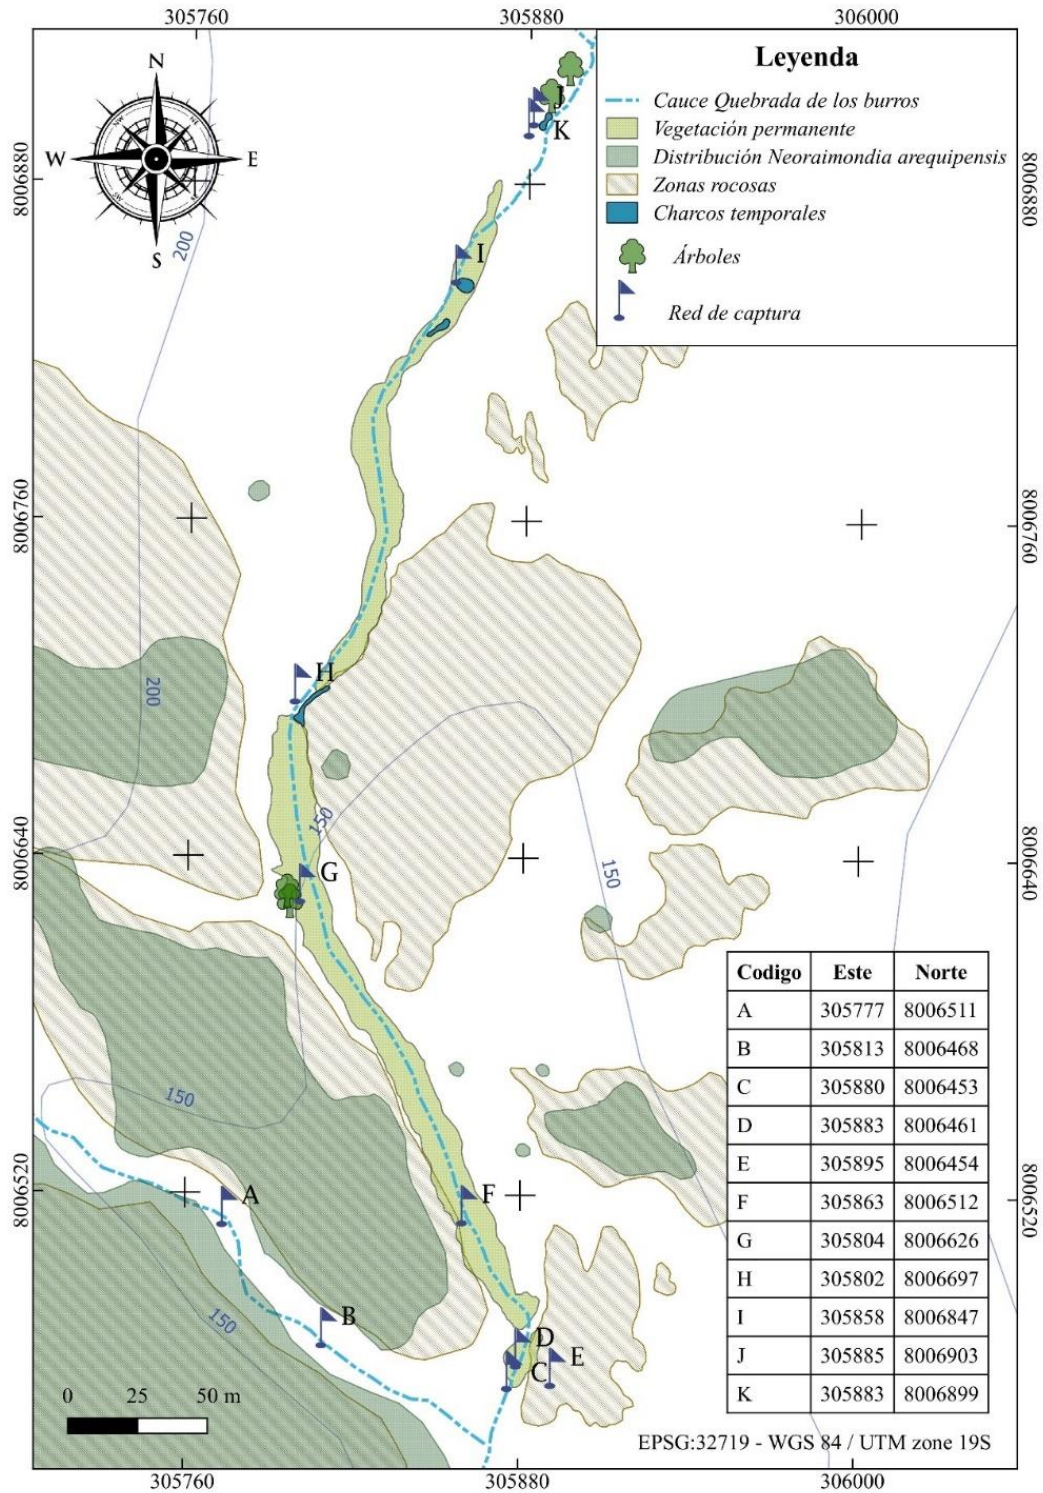 305760 305880 306000
N
W E
S
NW
Leyenda
Cauce Quebrada de los burros
Vegetación permanente
Distribución Neoraimondia arequipensis
Zonas rocosas
Charcos temporales
Árboles
Red de captura
J
K
8006880 8006880
200
I
8006760 8006760
H
200
150
150
G
8006640 8006640
Codigo Este Norte
A 305777 8006511
B 305813 8006468
C 305880 8006453
D 305883 8006461
E 305895 8006454
F 305863 8006512
G 305804 8006626
H 305802 8006697
I 305858 8006847
J 305885 8006903
K 305883 8006899
150
8006520 8006520
A
F
B
150
D
E
C
0 25 50 m
EPSG:32719 - WGS 84 / UTM zone 19S
305760 305880 306000